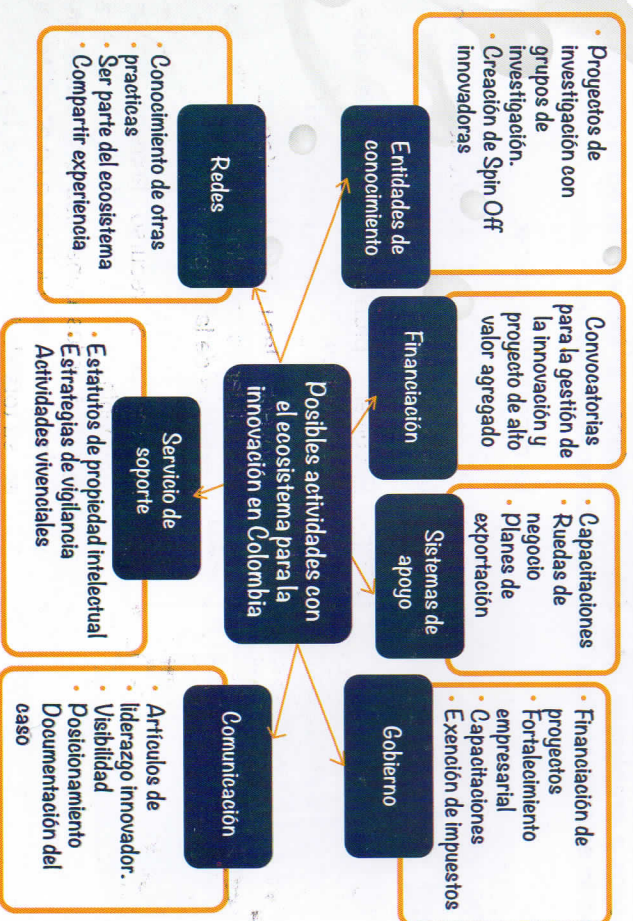 • Proyectos de
investigación con
grupos de
investigación.
• Creación de Spin Off
innovadoras
Entidades de
conocimiento
Convocatorias
para la gestión de
la innovación y
proyecto de alto
valor agregado
Financiación
• Capacitaciones
• Ruedas de
negocio
• Planes de
exportación
Sistemas de
apoyo
• Financiación de
proyectos
• Fortalecimiento
empresarial
• Capacitaciones
• Exención de impuestos
Gobierno
Posibles actividades con
el ecosistema para la
innovación en Colombia
Redes
• Conocimiento de otras
practicas
• Ser parte del ecosistema
• Compartir experiencia
Servicio de
soporte
• Estatutos de propiedad intelectual
• Estrategias de vigilancia
• Actividades vivenciales
Comunicación
• Artículos de
liderazgo innovador.
• Visibilidad
• Posicionamiento
• Documentación del
caso